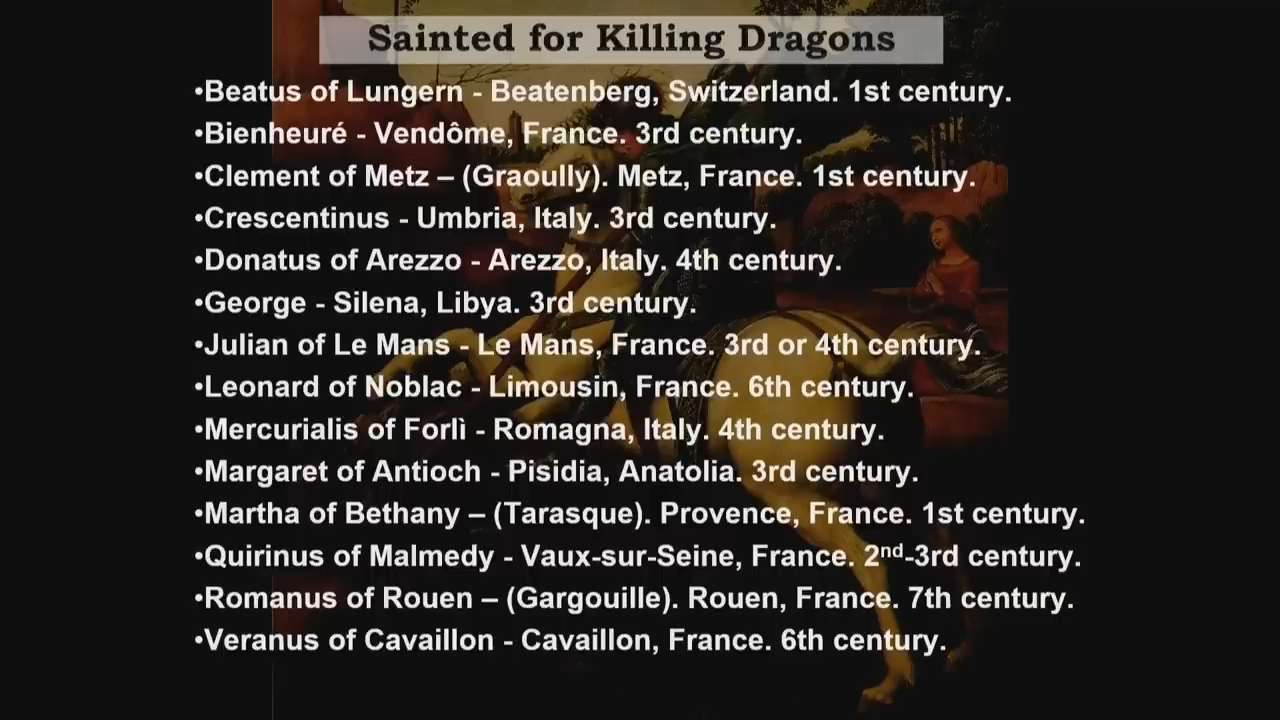 Sainted for Killing Dragons
•Beatus of Lungern - Beatenberg, Switzerland. 1st century.
•Bienheuré - Vendôme, France. 3rd century.
•Clement of Metz – (Graoully). Metz, France. 1st century.
•Crescentinus - Umbria, Italy. 3rd century.
•Donatus of Arezzo - Arezzo, Italy. 4th century.
•George - Silena, Libya. 3rd century.
•Julian of Le Mans - Le Mans, France. 3rd or 4th century.
•Leonard of Noblac - Limousin, France. 6th century.
•Mercurialis of Forlì - Romagna, Italy. 4th century.
•Margaret of Antioch - Pisidia, Anatolia. 3rd century.
•Martha of Bethany – (Tarasque). Provence, France. 1st century.
•Quirinus of Malmedy - Vaux-sur-Seine, France. 2nd-3rd century.
•Romanus of Rouen – (Gargouille). Rouen, France. 7th century.
•Veranus of Cavaillon - Cavaillon, France. 6th century.